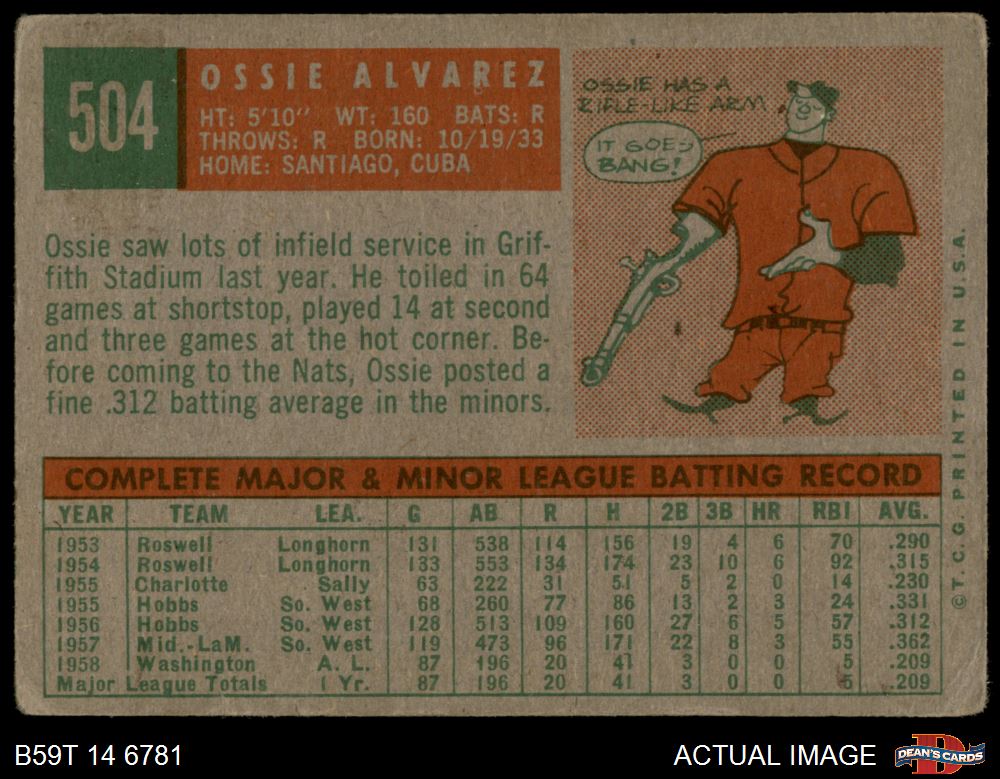 504
OSSIE ALVAREZ
HT: 5'10" WT: 160 BATS: R
THROWS: R BORN: 10/19/33
HOME: SANTIAGO, CUBA
OSSIE HAS A
RIFLE-LIKE ARM
IT GOES
BANG!
Ossie saw lots of infield service in Grif-
fith Stadium last year. He toiled in 64
games at shortstop, played 14 at second
and three games at the hot corner. Be-
fore coming to the Nats, Ossie posted a
fine .312 batting average in the minors.
COMPLETE MAJOR & MINOR LEAGUE BATTING RECORD
YEAR TEAM LEA. G AB R H 2B 3B HR RBI AVG.
1953 Roswell Longhorn 131 538 114 156 19 4 6 70 .290
1954 Roswell Longhorn 133 553 134 174 23 10 6 92 .315
1955 Charlotte Sally 63 222 31 51 5 2 0 14 .230
1955 Hobbs So. West 68 260 77 86 13 2 3 24 .331
1956 Hobbs So. West 128 513 109 160 27 6 5 57 .312
1957 Mid.-LaM. So. West 119 473 96 171 22 8 3 55 .362
1958 Washington A. L. 87 196 20 41 3 0 0 5 .209
Major League Totals 1 Yr. 87 196 20 41 3 0 0 5 .209
© T. C. G. PRINTED IN U.S.A.
B59T 14 6781
ACTUAL IMAGE
DEAN'S CARDS